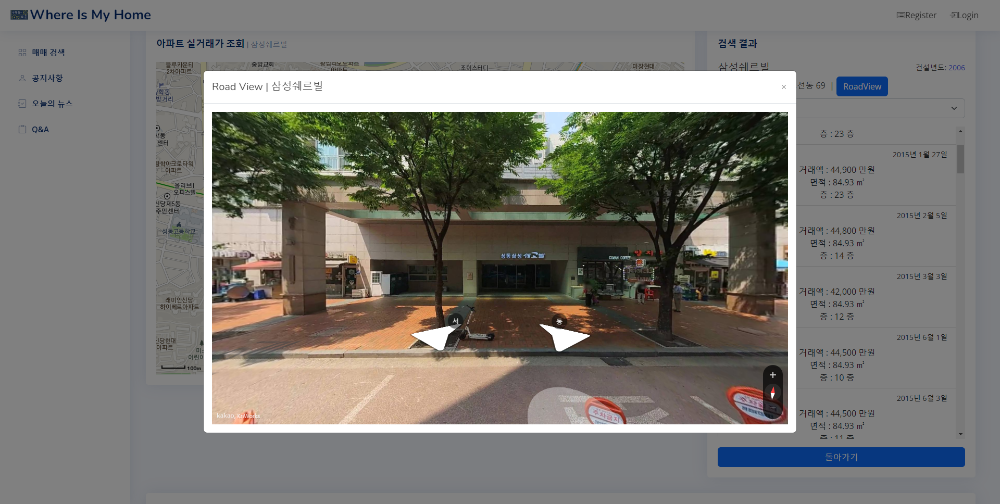 Where Is My Home
Register
Login
매매 검색
공지사항
오늘의 뉴스
Q&A
아파트 실거래가 조회 | 삼성쉐르빌
블루카운티
2차아파트
중앙교회
아파트
조이스터디
마장현대
황학아크로타워
아파트
올리브II
오피스텔
신당제5동
주민센터
성동고등학교
래미안신당
하이베르아파트
신당현대
아파트
100m
Road View | 삼성쉐르빌
×
성동삼성 쉐르빌
COMAN COFFEE
서
동
주차금지
kakao, KnWorks
검색 결과
삼성쉐르빌
건설년도: 2006
선동 69 | RoadView
층 : 23 층
2015년 1월 27일
거래액 : 44,900 만원
면적 : 84.93 ㎡
층 : 23 층
2015년 2월 5일
거래액 : 44,800 만원
면적 : 84.93 ㎡
층 : 14 층
2015년 3월 3일
거래액 : 42,000 만원
면적 : 84.93 ㎡
층 : 12 층
2015년 6월 1일
거래액 : 44,500 만원
면적 : 84.93 ㎡
층 : 10 층
2015년 6월 3일
거래액 : 44,500 만원
면적 : 84.93 ㎡
층 : 11 층
돌아가기